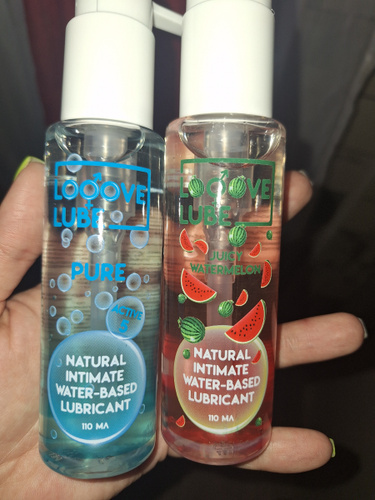 LOOOVE
LUBE
PURE
ACTIVE
5
NATURAL
INTIMATE
WATER-BASED
LUBRICANT
110 МЛ
LOOOVE
LUBE
JUICY
WATERMELON
NATURAL
INTIMATE
WATER-BASED
LUBRICANT
110 МЛ